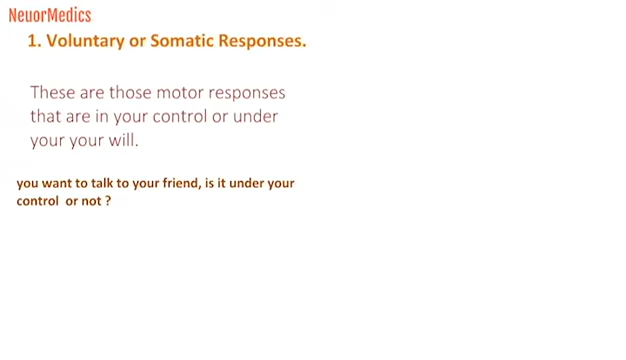 NeuorMedics
1. Voluntary or Somatic Responses.
These are those motor responses
that are in your control or under
your your will.
you want to talk to your friend, is it under your
control or not ?